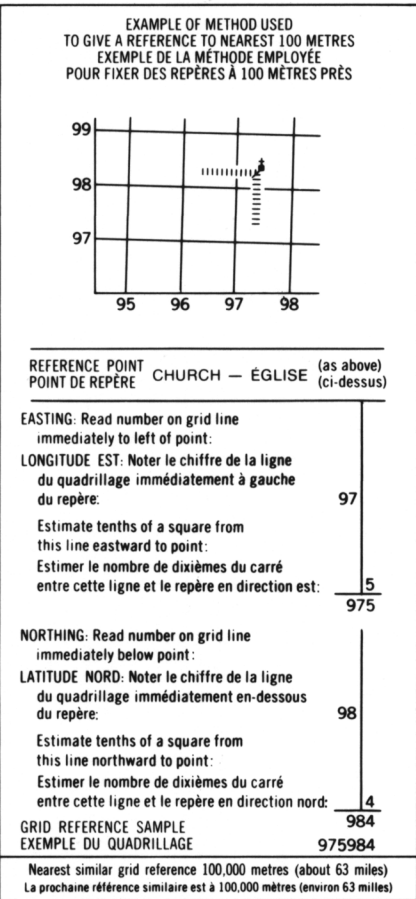 EXAMPLE OF METHOD USED
TO GIVE A REFERENCE TO NEAREST 100 METRES
EXEMPLE DE LA MÉTHODE EMPLOYÉE
POUR FIXER DES REPÈRES À 100 MÈTRES PRÈS
99
98
97
95 96 97 98
REFERENCE POINT
POINT DE REPÈRE
CHURCH — ÉGLISE
(as above)
(ci-dessus)
EASTING: Read number on grid line
immediately to left of point:
LONGITUDE EST: Noter le chiffre de la ligne
du quadrillage immédiatement à gauche
du repère: 97
Estimate tenths of a square from
this line eastward to point:
Estimer le nombre de dixièmes du carré
entre cette ligne et le repère en direction est: 5
975
NORTHING: Read number on grid line
immediately below point:
LATITUDE NORD: Noter le chiffre de la ligne
du quadrillage immédiatement en-dessous
du repère: 98
Estimate tenths of a square from
this line northward to point:
Estimer le nombre de dixièmes du carré
entre cette ligne et le repère en direction nord: 4
984
GRID REFERENCE SAMPLE
EXEMPLE DU QUADRILLAGE 975984
Nearest similar grid reference 100,000 metres (about 63 miles)
La prochaine référence similaire est à 100,000 mètres (environ 63 milles)